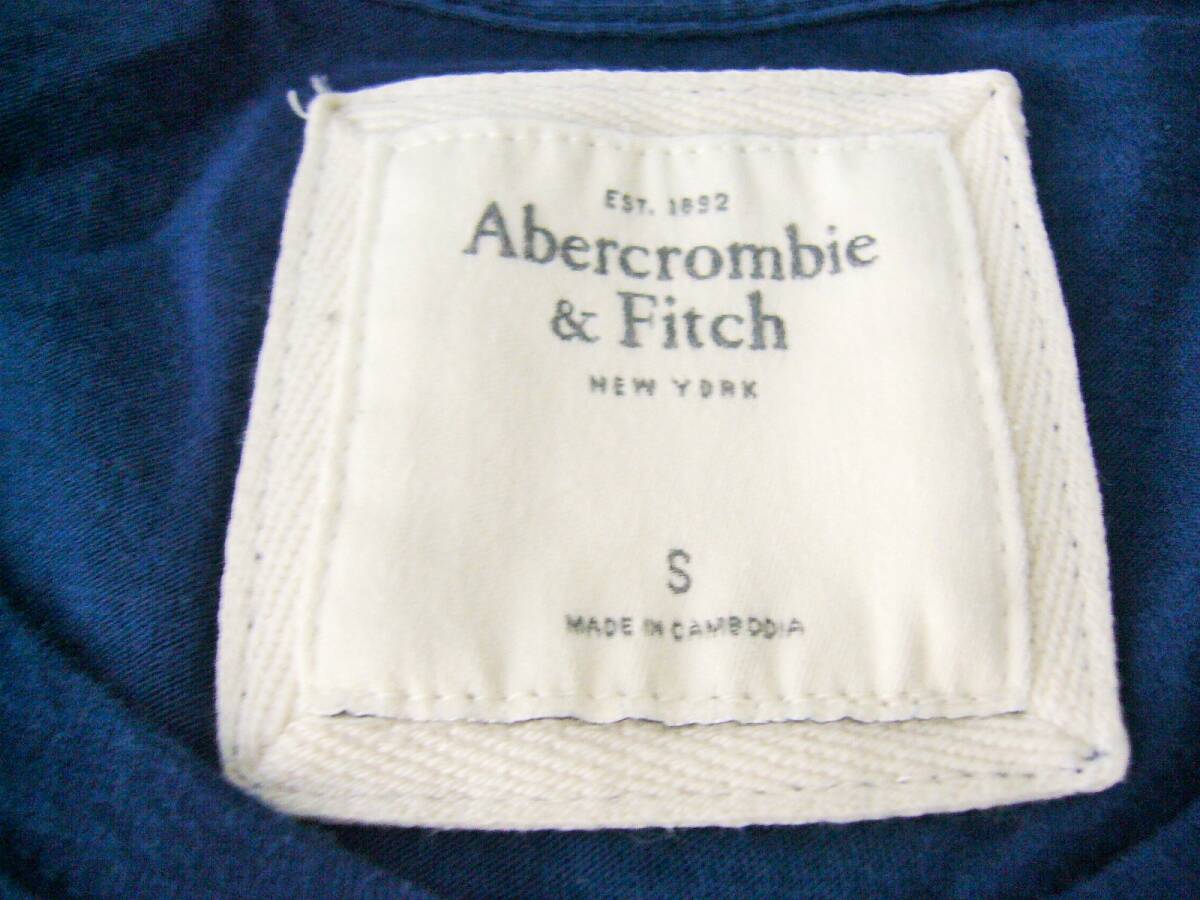 EST. 1892
Abercrombie
& Fitch
NEW YORK
S
MADE IN CAMBODIA